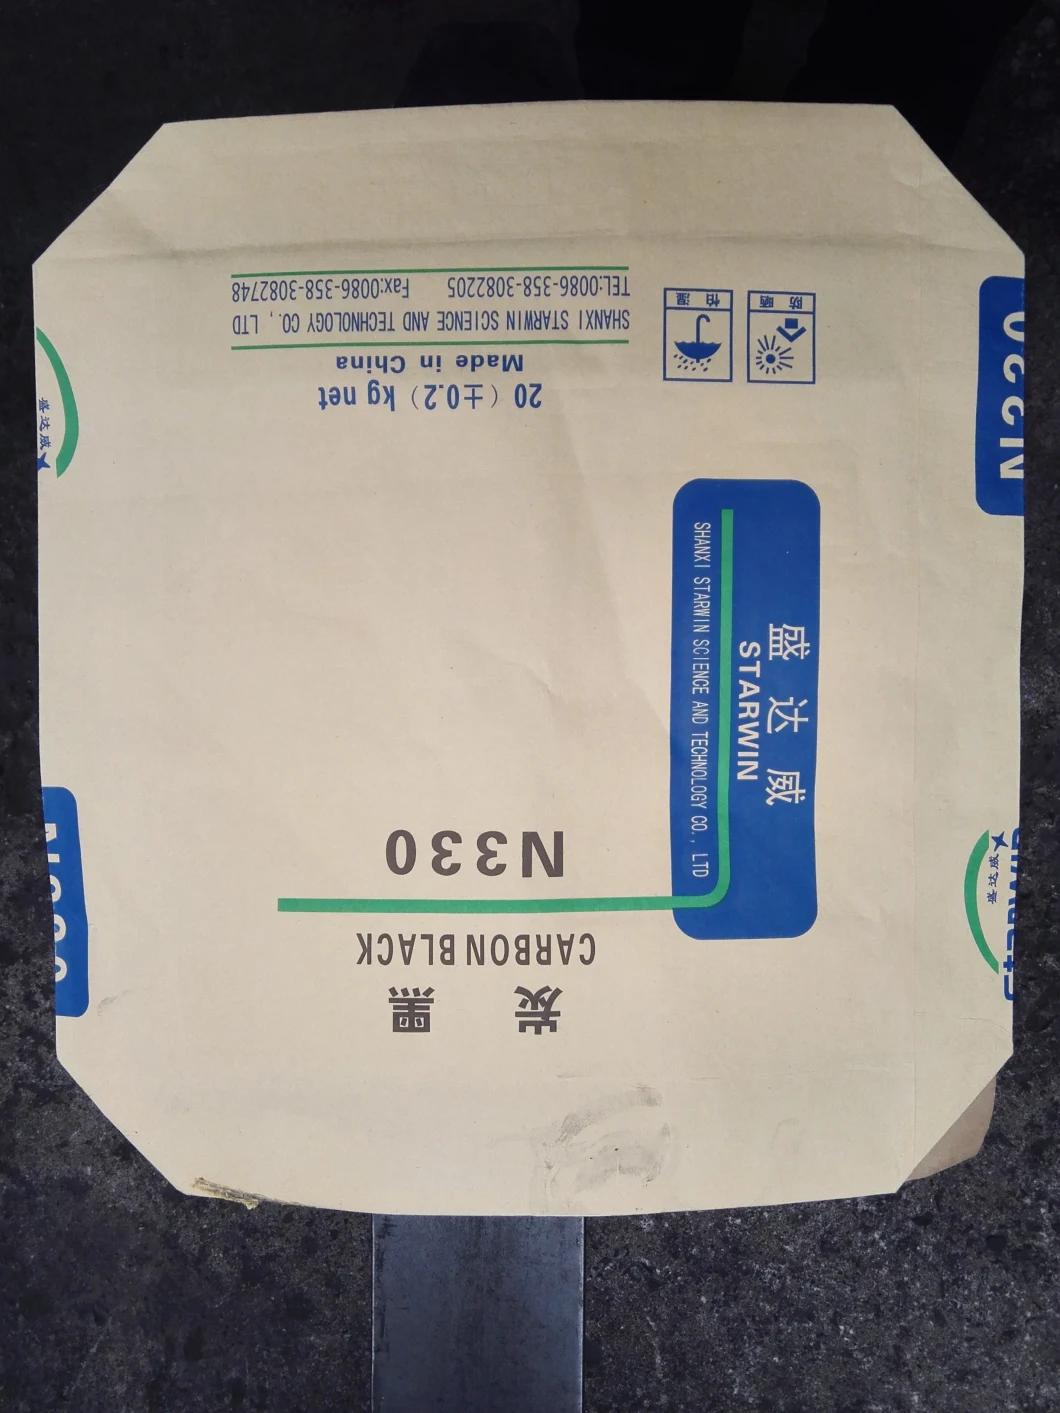 炭 黑
CARBON BLACK
N330
盛 达 威
STARWIN
SHANXI STARWIN SCIENCE AND TECHNOLOGY CO., LTD
20（±0.2）kg net
Made in China
SHANXI STARWIN SCIENCE AND TECHNOLOGY CO., LTD
TEL:0086-358-3082205 Fax:0086-358-3082748
防 晒
怕 湿
盛达威
N330
盛达威